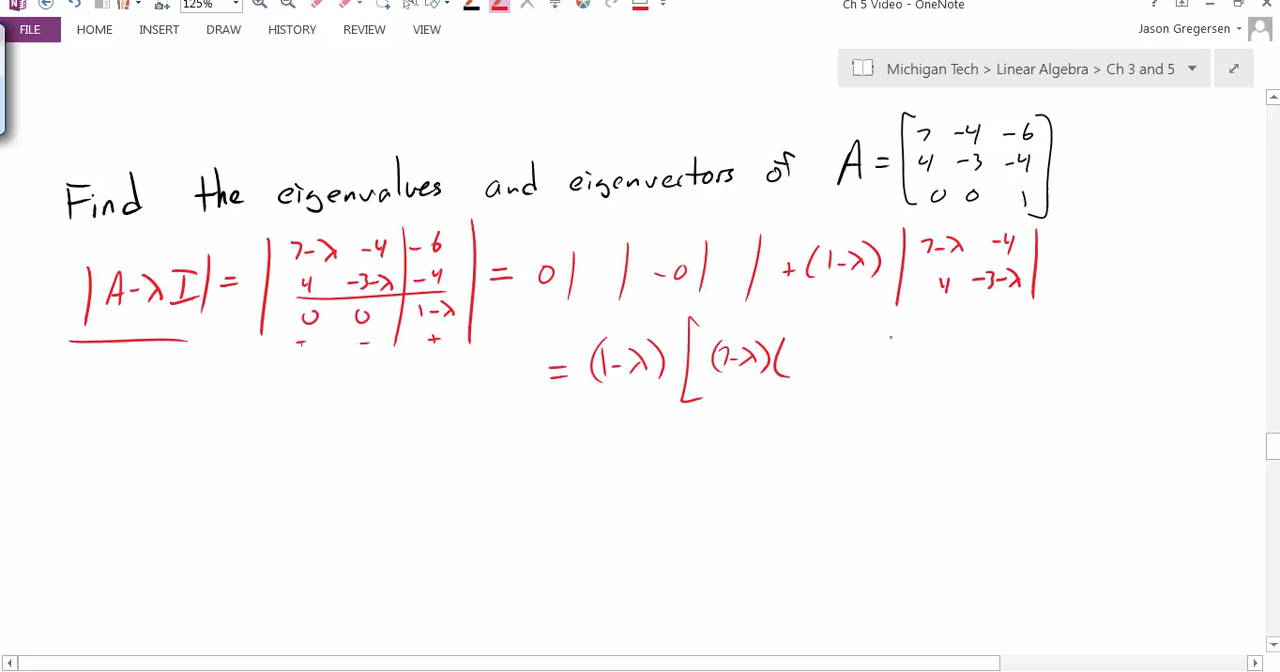 125%
Ch 5 Video - OneNote
FILE HOME INSERT DRAW HISTORY REVIEW VIEW
Jason Gregersen
Michigan Tech > Linear Algebra > Ch 3 and 5
Find the eigenvalues and eigenvectors of A = [7 -4 -6
4 -3 -4
0 0 1]
|A-λI| = |7-λ -4 -6
4 -3-λ -4
0 0 1-λ|
+ - +
= 0| | -0| | +(1-λ) |7-λ -4
4 -3-λ|
= (1-λ) [(7-λ)(